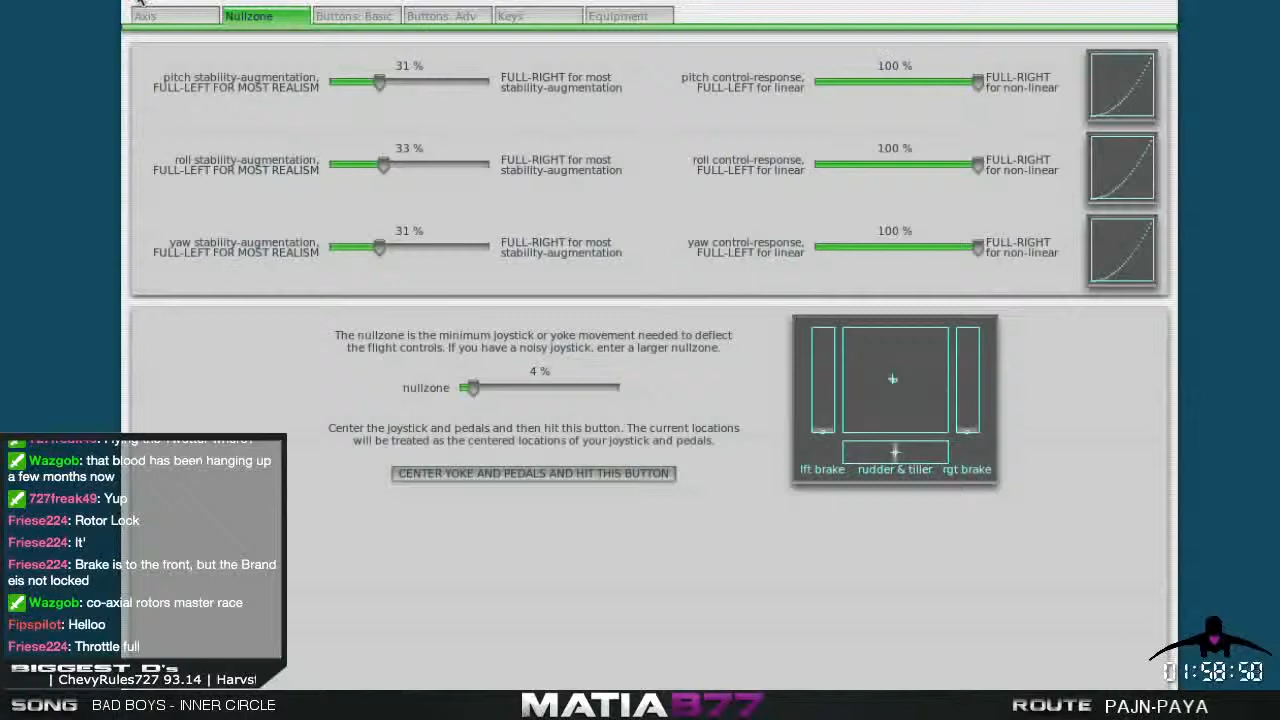 Axis
Nullzone
Buttons: Basic
Buttons: Adv
Keys
Equipment
31 %
pitch stability-augmentation,
FULL-LEFT FOR MOST REALISM
FULL-RIGHT for most
stability-augmentation
100 %
pitch control-response,
FULL-LEFT for linear
FULL-RIGHT
for non-linear
33 %
roll stability-augmentation,
FULL-LEFT FOR MOST REALISM
FULL-RIGHT for most
stability-augmentation
100 %
roll control-response,
FULL-LEFT for linear
FULL-RIGHT
for non-linear
31 %
yaw stability-augmentation,
FULL-LEFT FOR MOST REALISM
FULL-RIGHT for most
stability-augmentation
100 %
yaw control-response,
FULL-LEFT for linear
FULL-RIGHT
for non-linear
The nullzone is the minimum joystick or yoke movement needed to deflect
the flight controls. If you have a noisy joystick, enter a larger nullzone.
4 %
nullzone
Center the joystick and pedals and then hit this button. The current locations
will be treated as the centered locations of your joystick and pedals.
CENTER YOKE AND PEDALS AND HIT THIS BUTTON
lft brake
rudder & tiller
rgt brake
Wazgob: that blood has been hanging up
a few months now
727freak49: Yup
Friese224: Rotor Lock
Friese224: It'
Friese224: Brake is to the front, but the Brand
eis not locked
Wazgob: co-axial rotors master race
Fipspilot: Helloo
Friese224: Throttle full
BIGGEST D's
| ChevyRules727 93.14 |
01:58:50
SONG BAD BOYS - INNER CIRCLE
MATIAB77
ROUTE PAJN-PAYA